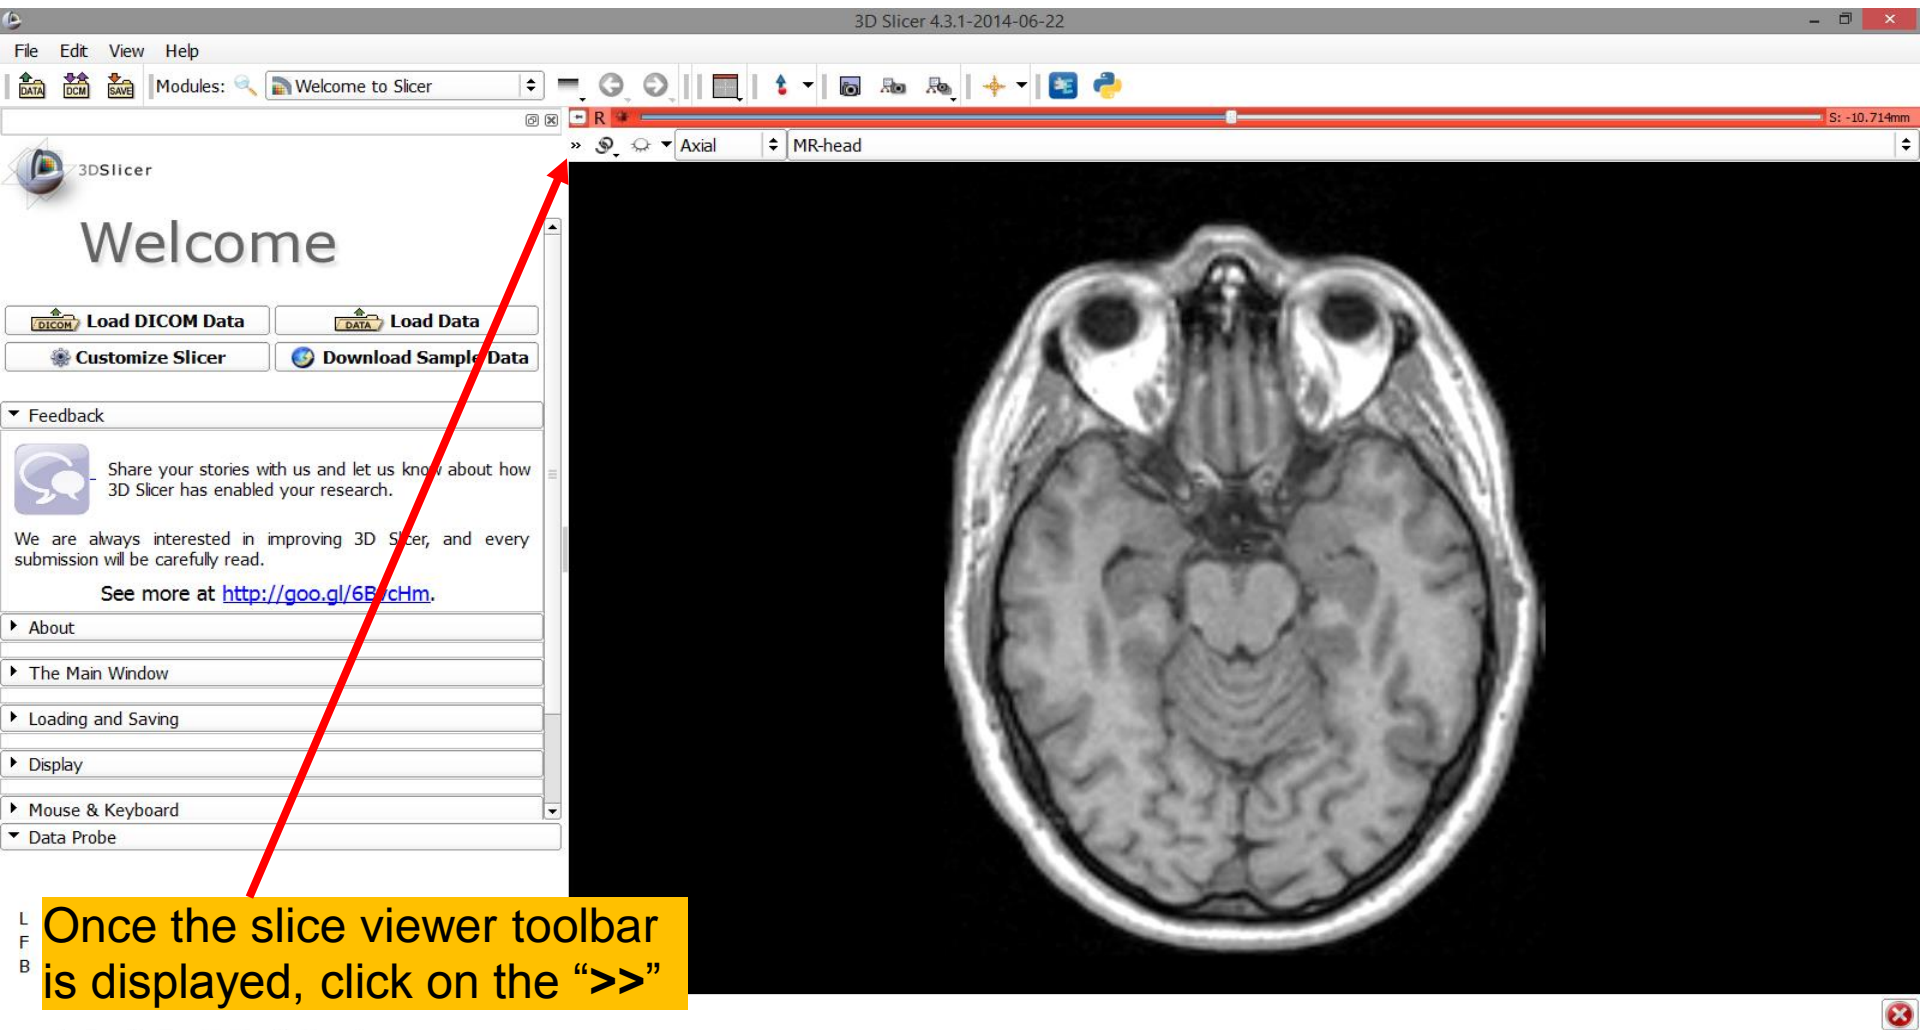 3D Slicer 4.3.1-2014-06-22
File Edit View Help
DATA DCM SAVE Modules: Welcome to Slicer
R S: -10.714mm
» Axial MR-head
3DSlicer
Welcome
DICOM Load DICOM Data DATA Load Data
Customize Slicer Download Sample Data
Feedback
Share your stories with us and let us know about how
3D Slicer has enabled your research.
We are always interested in improving 3D Slicer, and every
submission will be carefully read.
See more at
About
The Main Window
Loading and Saving
Display
Mouse & Keyboard
Data Probe
L
F
B
Once the slice viewer toolbar
is displayed, click on the “>>”